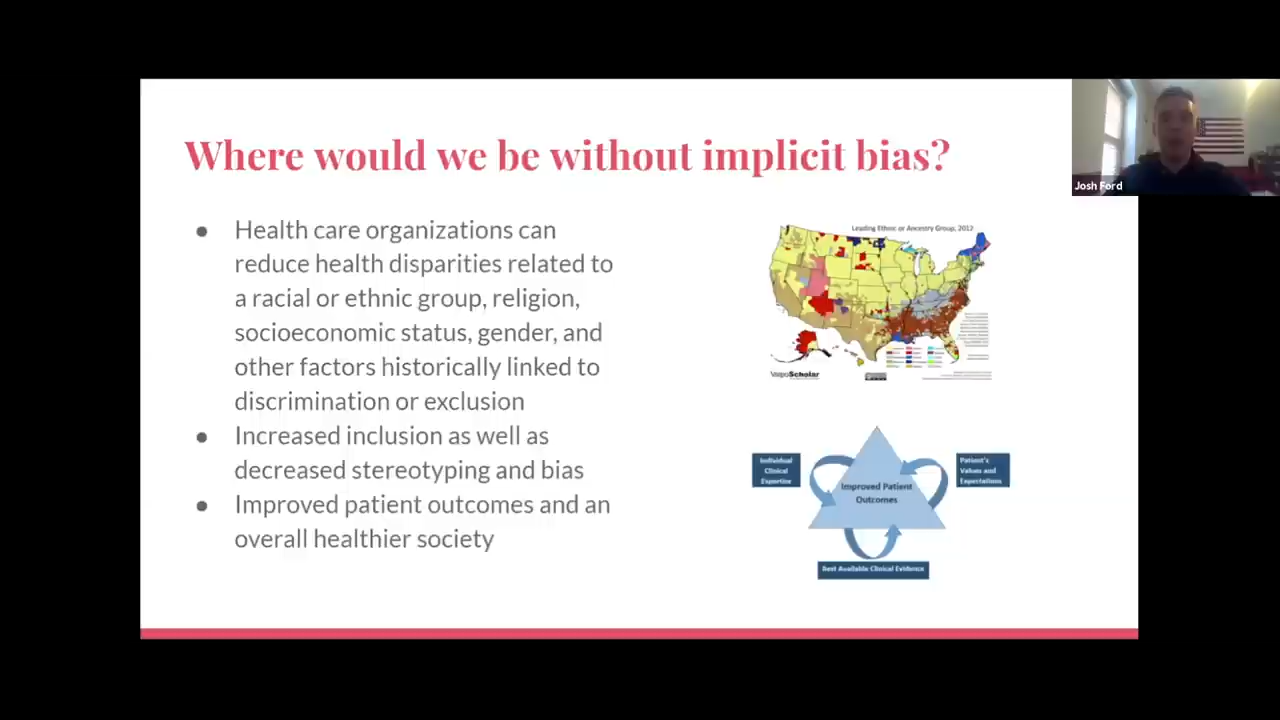 Where would we be without implicit bias?
Josh Ford
● Health care organizations can
reduce health disparities related to
a racial or ethnic group, religion,
socioeconomic status, gender, and
other factors historically linked to
discrimination or exclusion
● Increased inclusion as well as
decreased stereotyping and bias
● Improved patient outcomes and an
overall healthier society
Leading Ethnic or Ancestry Group, 2012
Individual
Clinical
Expertise
Patient's
Values and
Expectations
Improved Patient
Outcomes
Best Available Clinical Evidence